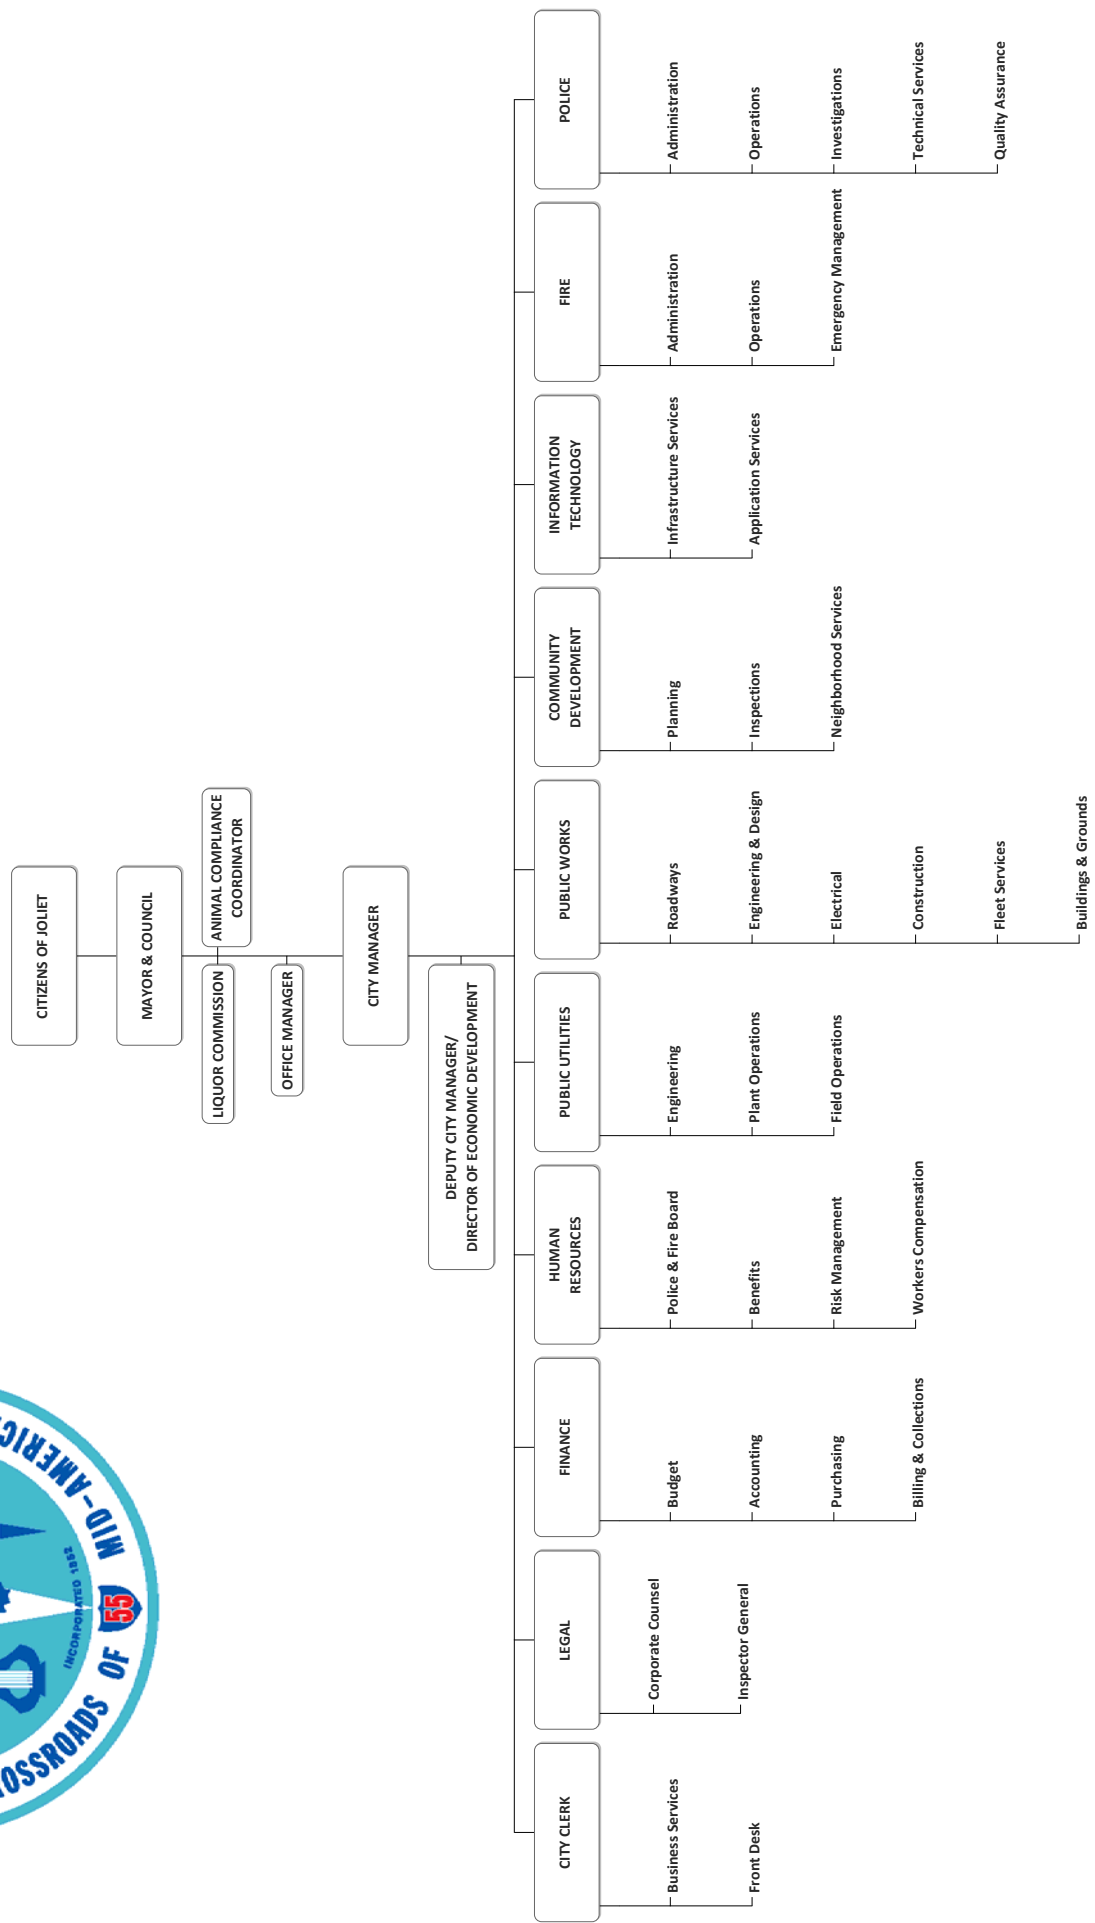 CROSSROADS OF
55
MID-AMERICA
INCORPORATED 1852
CITIZENS OF JOLIET
MAYOR & COUNCIL
LIQUOR COMMISSION
ANIMAL COMPLIANCE
COORDINATOR
OFFICE MANAGER
CITY MANAGER
DEPUTY CITY MANAGER/
DIRECTOR OF ECONOMIC DEVELOPMENT
CITY CLERK
Business Services
Front Desk
LEGAL
Corporate Counsel
Inspector General
FINANCE
Budget
Accounting
Purchasing
Billing & Collections
HUMAN
RESOURCES
Police & Fire Board
Benefits
Risk Management
Workers Compensation
PUBLIC UTILITIES
Engineering
Plant Operations
Field Operations
PUBLIC WORKS
Roadways
Engineering & Design
Electrical
Construction
Fleet Services
Buildings & Grounds
COMMUNITY
DEVELOPMENT
Planning
Inspections
Neighborhood Services
INFORMATION
TECHNOLOGY
Infrastructure Services
Application Services
FIRE
Administration
Operations
Emergency Management
POLICE
Administration
Operations
Investigations
Technical Services
Quality Assurance